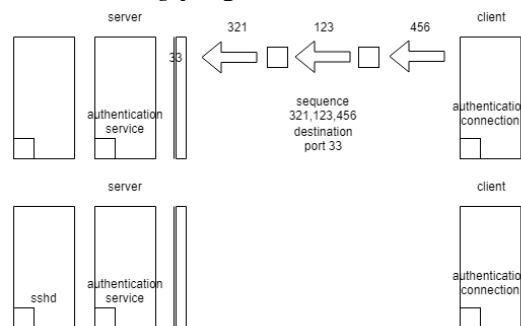 server
client
321
123
456
33
authentication
service
sequence
321,123,456
destination
port 33
authenticatio
connection
server
client
sshd
authentication
service
authenticatio
connection